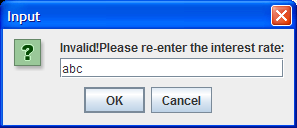 Input
Invalid!Please re-enter the interest rate:
abc
OK Cancel